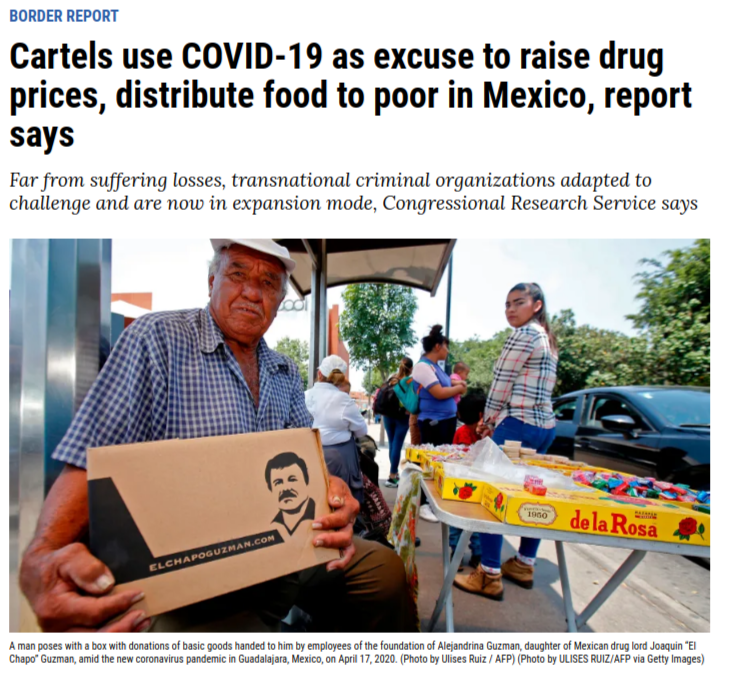 BORDER REPORT
Cartels use COVID-19 as excuse to raise drug
prices, distribute food to poor in Mexico, report
says
Far from suffering losses, transnational criminal organizations adapted to
challenge and are now in expansion mode, Congressional Research Service says
ELCHAPOGUZMAN.COM
1950
de la Rosa
A man poses with a box with donations of basic goods handed to him by employees of the foundation of Alejandrina Guzman, daughter of Mexican drug lord Joaquin "El
Chapo" Guzman, amid the new coronavirus pandemic in Guadalajara, Mexico, on April 17, 2020. (Photo by Ulises Ruiz / AFP) (Photo by ULISES RUIZ/AFP via Getty Images)